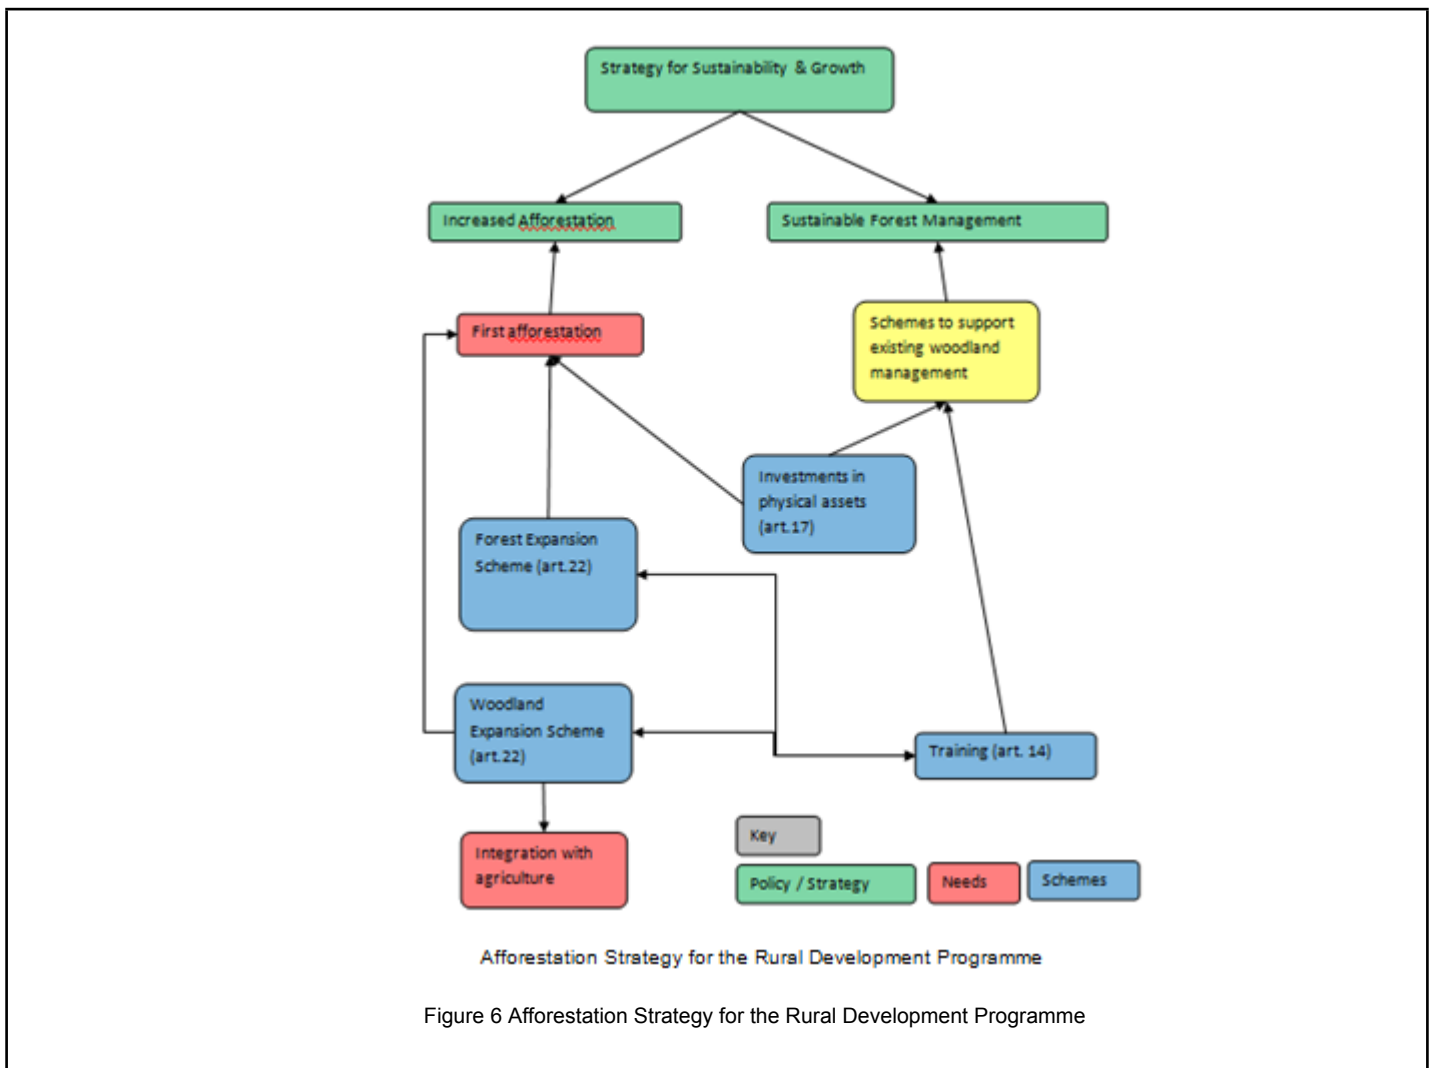 Strategy for Sustainability & Growth
Increased Afforestation
Sustainable Forest Management
First afforestation
Schemes to support
existing woodland
management
Investments in
physical assets
(art.17)
Forest Expansion
Scheme (art.22)
Woodland
Expansion Scheme
(art.22)
Training (art. 14)
Integration with
agriculture
Key
Policy / Strategy
Needs
Schemes
Afforestation Strategy for the Rural Development Programme
Figure 6 Afforestation Strategy for the Rural Development Programme